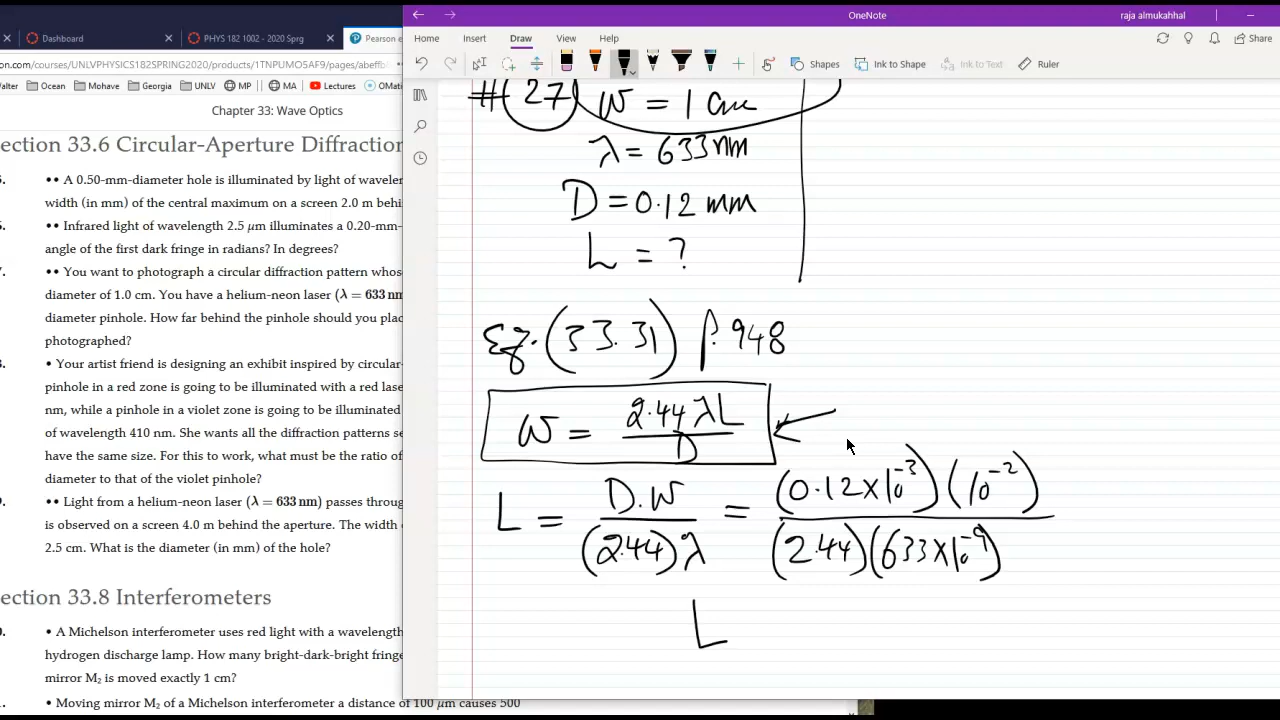 OneNote
raja almukahhal
Dashboard
PHYS 182 1002 - 2020 Sprg
Pearson e
Home Insert Draw View Help
Share
om/courses/UNLVPHYSICS182SPRING2020/products/1TNPUMO5AF9/pages/
Ink to Shape
Ink to Text
Ruler
Shapes
Ocean Mohave Georgia UNLV MP MA Lectures
Chapter 33: Wave Optics
ection 33.6 Circular-Aperture Diffraction
•• A 0.50-mm-diameter hole is illuminated by light of wavelen
width (in mm) of the central maximum on a screen 2.0 m behi
•• Infrared light of wavelength 2.5 μm illuminates a 0.20-mm-
angle of the first dark fringe in radians? In degrees?
•• You want to photograph a circular diffraction pattern whos
diameter of 1.0 cm. You have a helium-neon laser (λ = 633 nm
diameter pinhole. How far behind the pinhole should you plac
photographed?
• Your artist friend is designing an exhibit inspired by circular-
pinhole in a red zone is going to be illuminated with a red lase
nm, while a pinhole in a violet zone is going to be illuminated
of wavelength 410 nm. She wants all the diffraction patterns se
have the same size. For this to work, what must be the ratio of
diameter to that of the violet pinhole?
•• Light from a helium-neon laser (λ = 633 nm) passes throug
is observed on a screen 4.0 m behind the aperture. The width o
2.5 cm. What is the diameter (in mm) of the hole?
ection 33.8 Interferometers
• A Michelson interferometer uses red light with a wavelength
hydrogen discharge lamp. How many bright-dark-bright fringe
mirror M₂ is moved exactly 1 cm?
• Moving mirror M₂ of a Michelson interferometer a distance of 100 μm causes 500
#(27) W = 1 cm
λ = 633 nm
D = 0.12 mm
L = ?
Eq. (33.31) p. 948
W = 2.44 λL / D
L = D.W / (2.44) λ = (0.12 x 10⁻³) (10⁻²) / (2.44) (633 x 10⁻⁹)
L